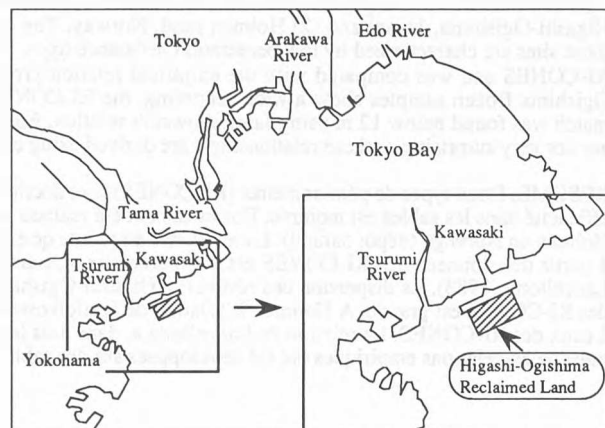 Tokyo
Arakawa
River
Edo River
Tokyo Bay
Tama River
Tsurumi
River
Kawasaki
Yokohama
Tsurumi
River
Kawasaki
Higashi-Ogishima
Reclaimed Land